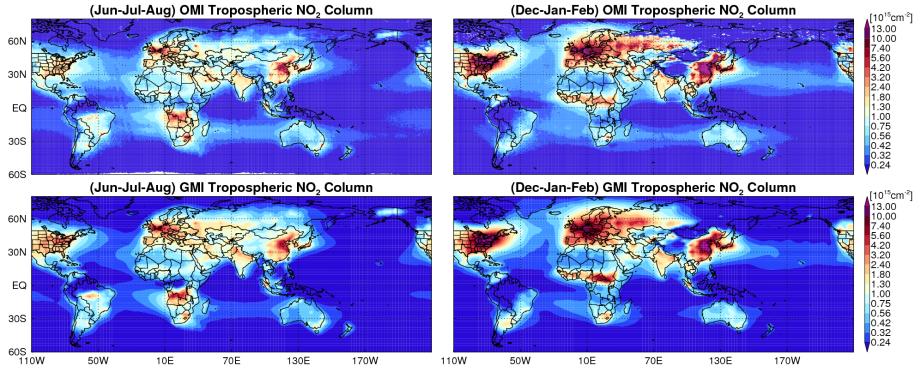 (Jun-Jul-Aug) OMI Tropospheric NO2 Column
(Dec-Jan-Feb) OMI Tropospheric NO2 Column
[10^15cm^-2]
60N
30N
EQ
30S
60S
13.00
10.00
7.40
5.60
4.20
3.20
2.40
1.80
1.30
1.00
0.75
0.56
0.42
0.32
0.24
(Jun-Jul-Aug) GMI Tropospheric NO2 Column
(Dec-Jan-Feb) GMI Tropospheric NO2 Column
[10^15cm^-2]
60N
30N
EQ
30S
60S
13.00
10.00
7.40
5.60
4.20
3.20
2.40
1.80
1.30
1.00
0.75
0.56
0.42
0.32
0.24
110W 50W 10E 70E 130E 170W
50W 10E 70E 130E 170W